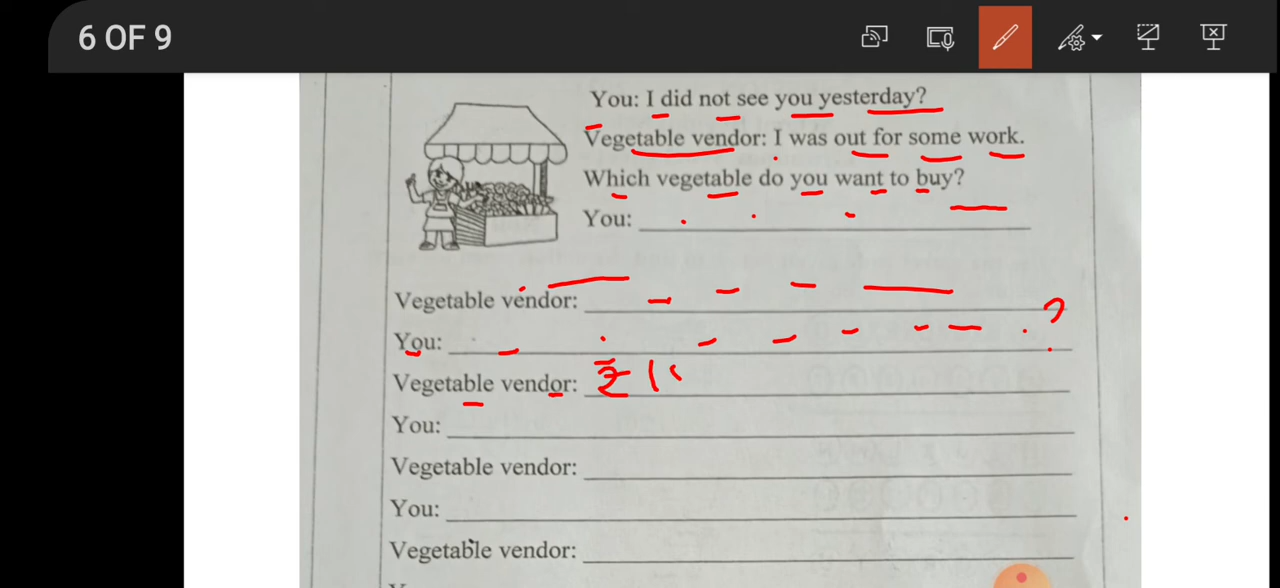 6 OF 9
You: I did not see you yesterday?
Vegetable vendor: I was out for some work.
Which vegetable do you want to buy?
You:
Vegetable vendor:
You: ?
Vegetable vendor: ₹
You:
Vegetable vendor:
You:
Vegetable vendor: